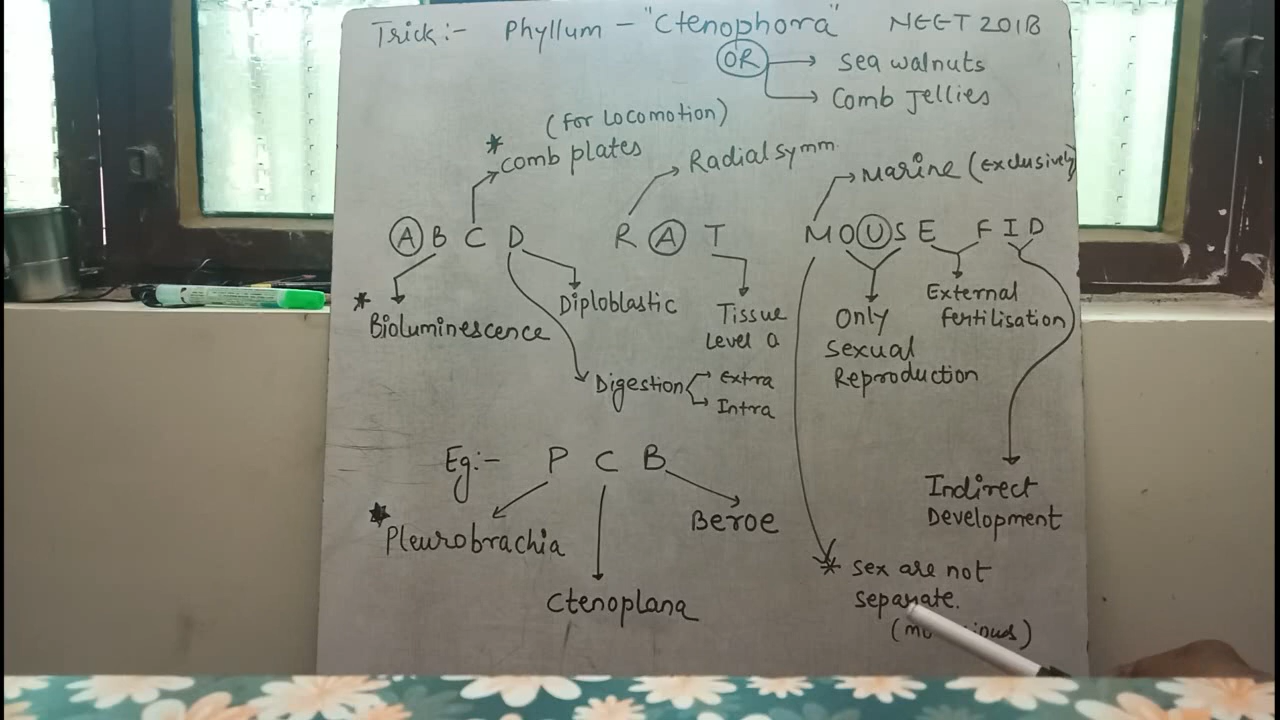 Trick:- Phyllum - "Ctenophora" NEET 2018
OR
Sea walnuts
Comb Jellies
(for Locomotion)
* Comb plates
Radial symm.
Marine (exclusively)
A B C D R A T M O U S E F I D
* Bioluminescence
Diploblastic
Tissue
Level o
Only
Sexual
Reproduction
External
fertilisation
Digestion
Extra
Intra
Eg:- P C B
* Pleurobrachia
Ctenoplana
Beroe
Indirect
Development
* Sex are not
separate.